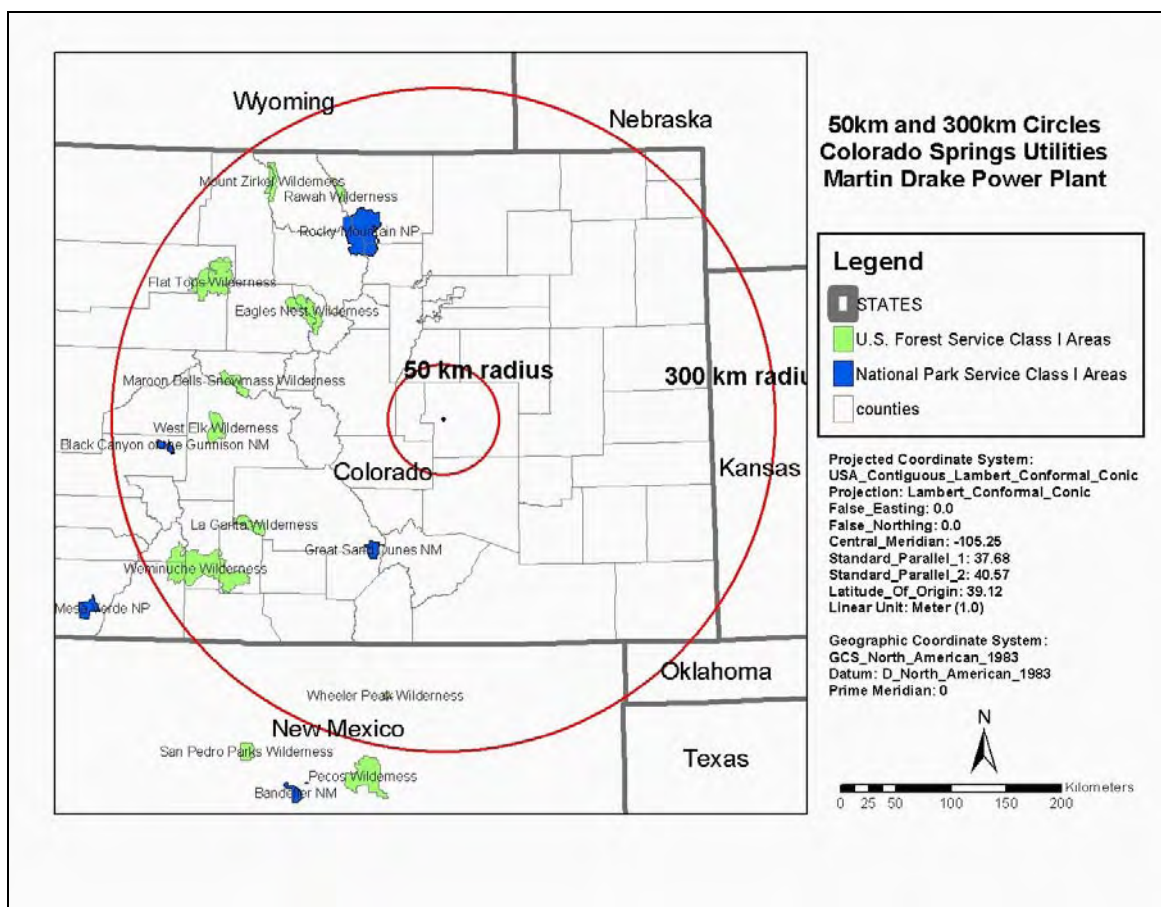 50km and 300km Circles
Colorado Springs Utilities
Martin Drake Power Plant
Wyoming
Nebraska
Mount Zirkel Wilderness
Rawah Wilderness
Rocky Mountain NP
Flat Tops Wilderness
Eagles Nest Wilderness
50 km radius
300 km radiu
Maroon Bells-Snowmass Wilderness
West Elk Wilderness
Black Canyon of the Gunnison NM
Colorado
Kansas
La Garita Wilderness
Great Sand Dunes NM
Weminuche Wilderness
Mesa Verde NP
Oklahoma
Wheeler Peak Wilderness
New Mexico
San Pedro Parks Wilderness
Pecos Wilderness
Bandelier NM
Texas
Legend
STATES
U.S. Forest Service Class I Areas
National Park Service Class I Areas
counties
Projected Coordinate System:
USA_Contiguous_Lambert_Conformal_Conic
Projection: Lambert_Conformal_Conic
False_Easting: 0.0
False_Northing: 0.0
Central_Meridian: -105.25
Standard_Parallel_1: 37.68
Standard_Parallel_2: 40.57
Latitude_Of_Origin: 39.12
Linear Unit: Meter (1.0)
Geographic Coordinate System:
GCS_North_American_1983
Datum: D_North_American_1983
Prime Meridian: 0
N
Kilometers
0 25 50 100 150 200